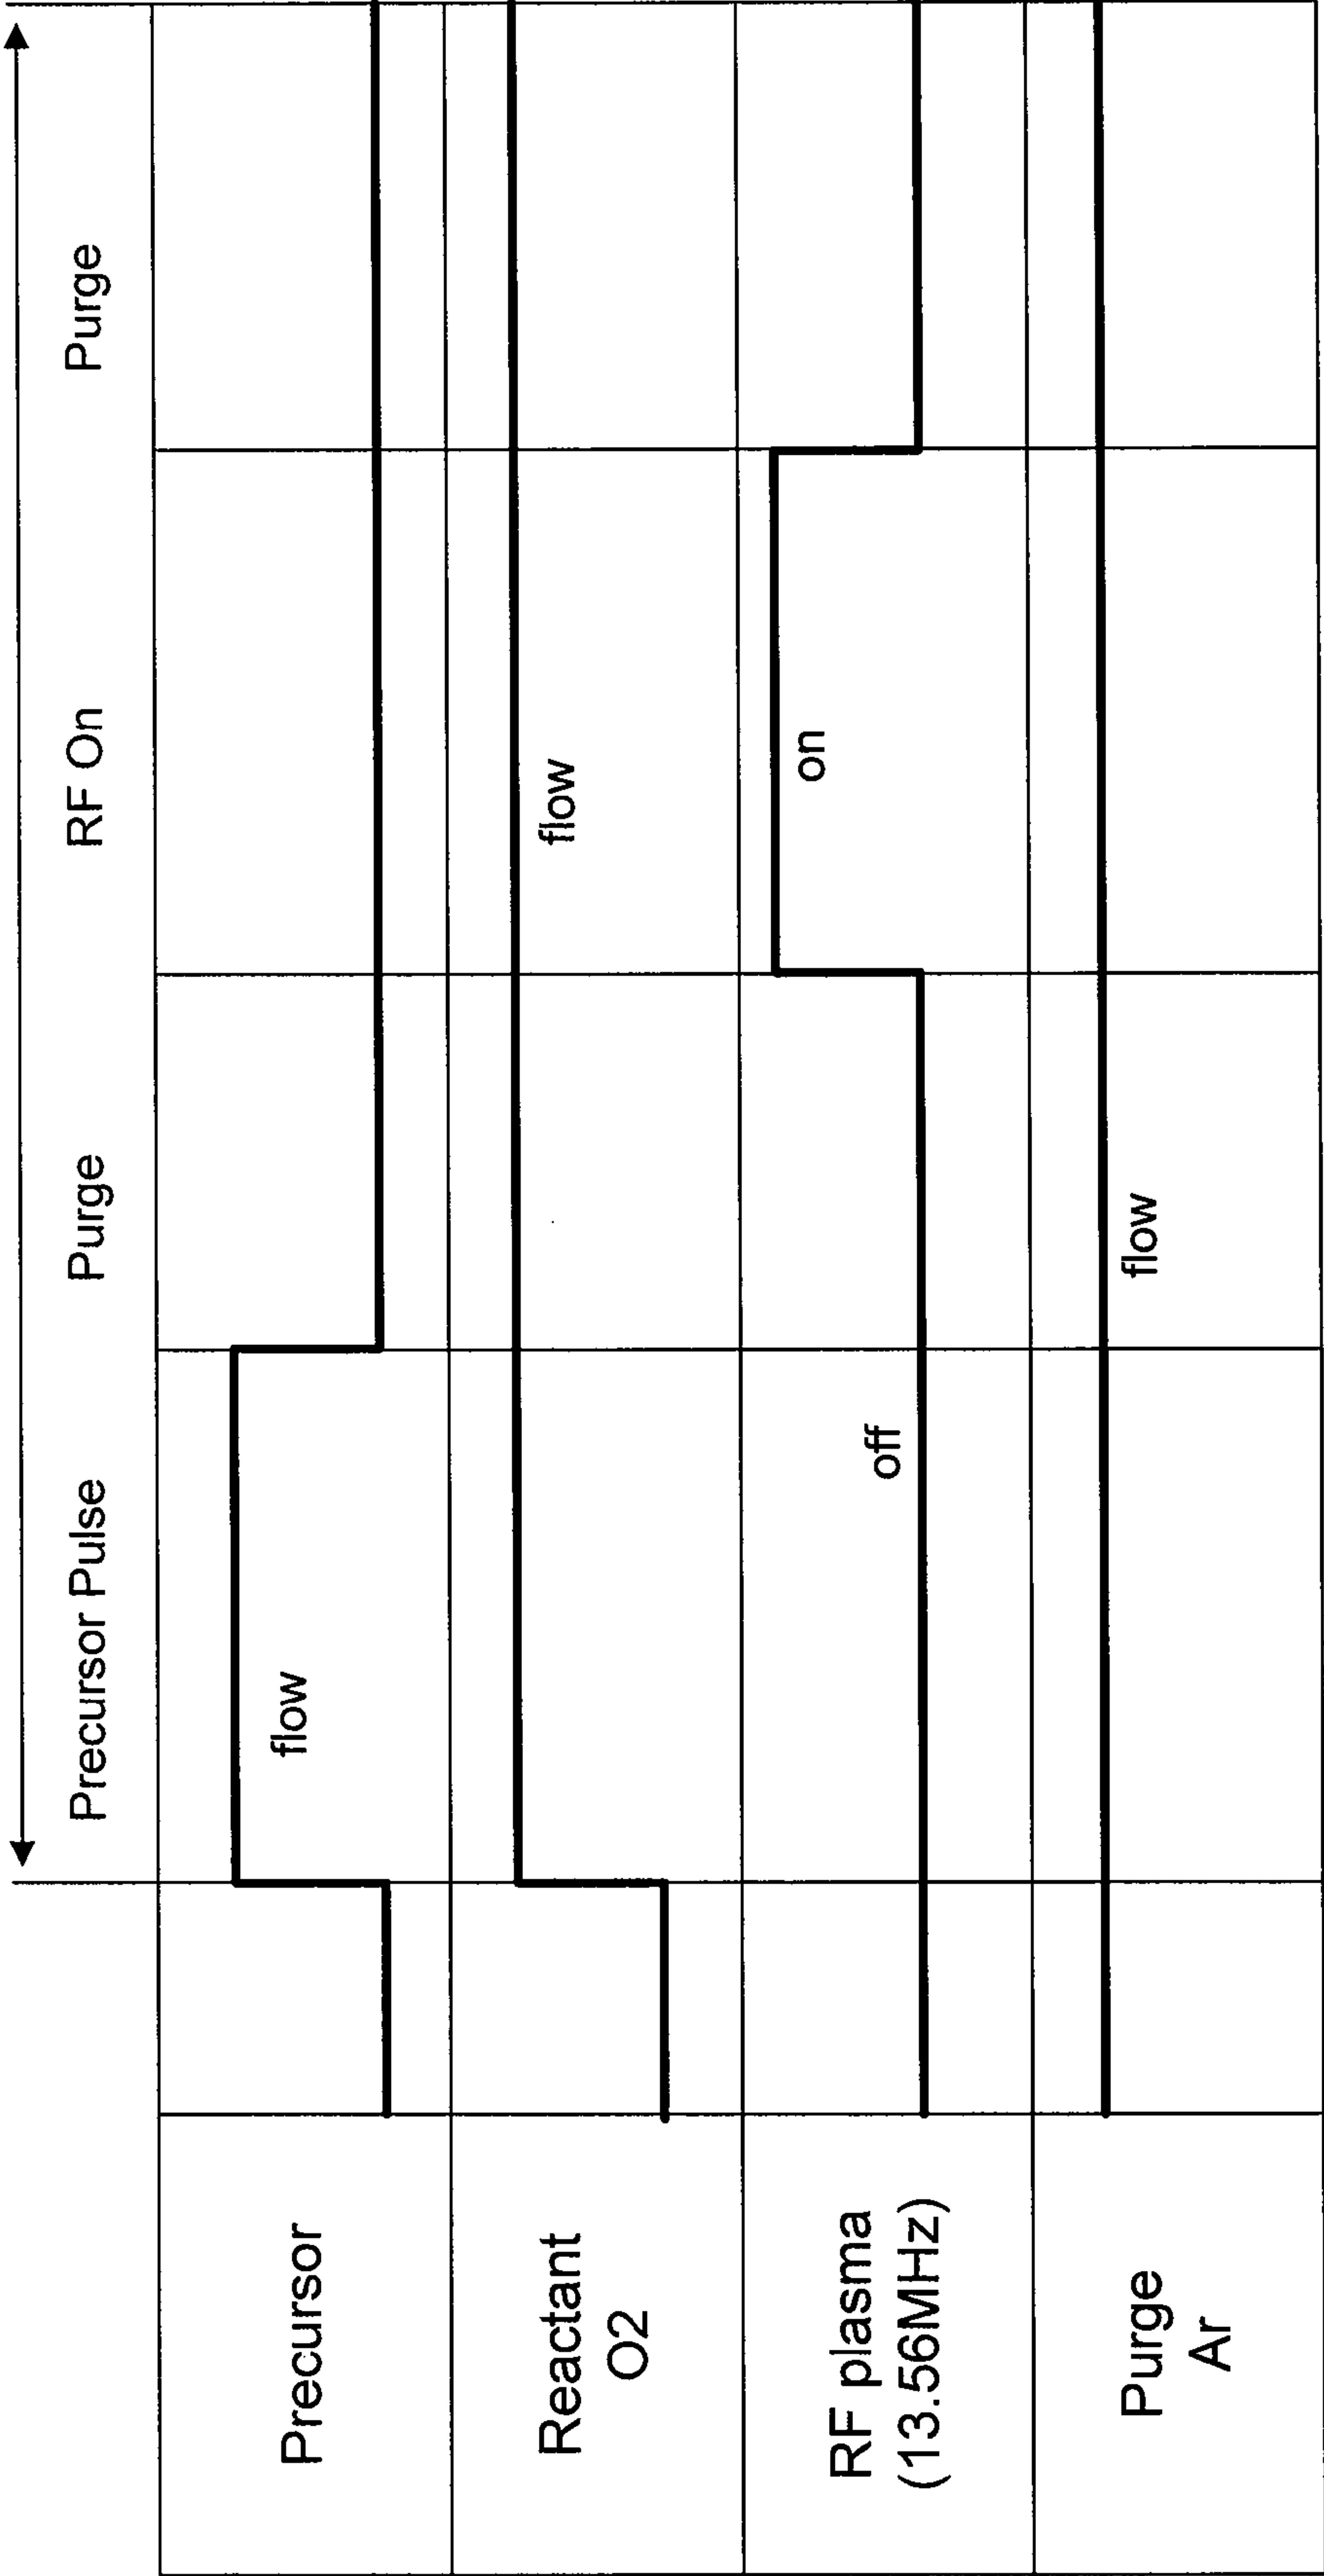 Precursor Pulse
Purge
RF On
Purge
Precursor
flow
Reactant
O2
flow
RF plasma
(13.56MHz)
off
on
Purge
Ar
flow